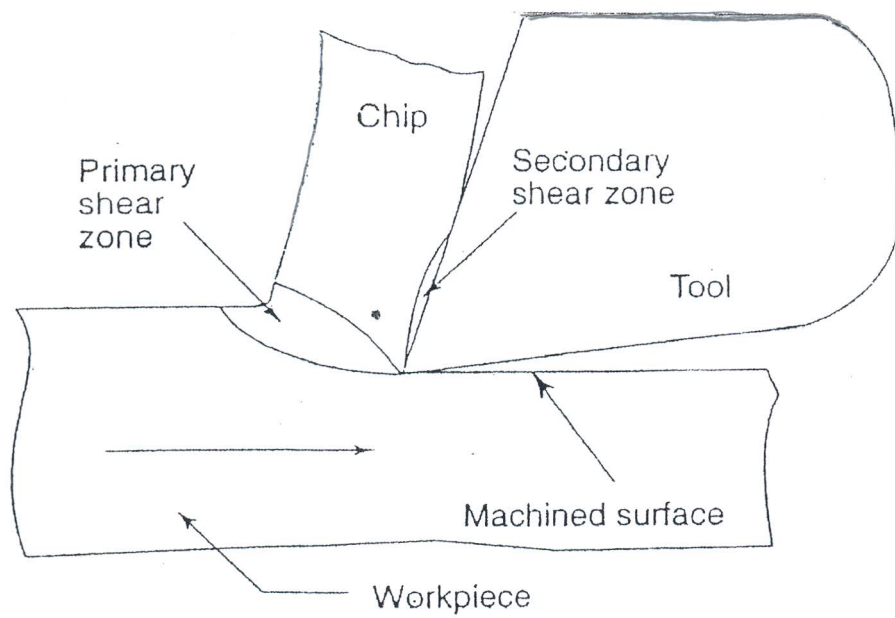 Chip
Primary
shear
zone
Secondary
shear zone
Tool
Machined surface
Workpiece